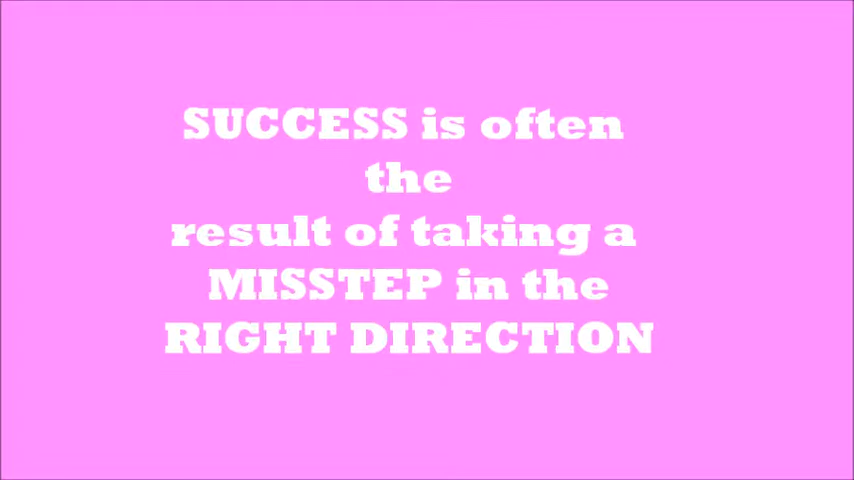 SUCCESS is often
the
result of taking a
MISSTEP in the
RIGHT DIRECTION